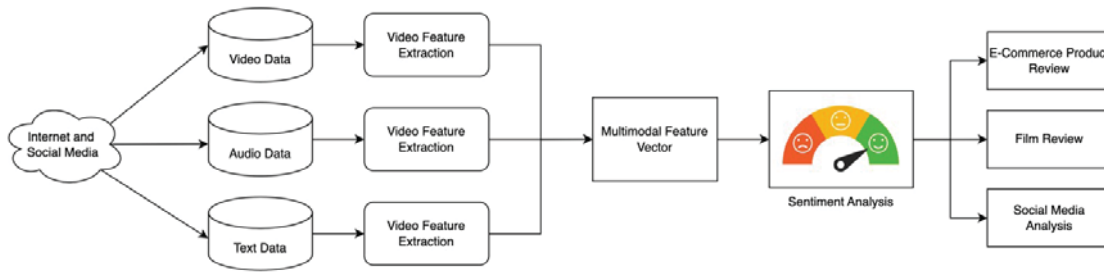 Internet and
Social Media
Video Data
Audio Data
Text Data
Video Feature
Extraction
Video Feature
Extraction
Video Feature
Extraction
Multimodal Feature
Vector
Sentiment Analysis
E-Commerce Product
Review
Film Review
Social Media
Analysis